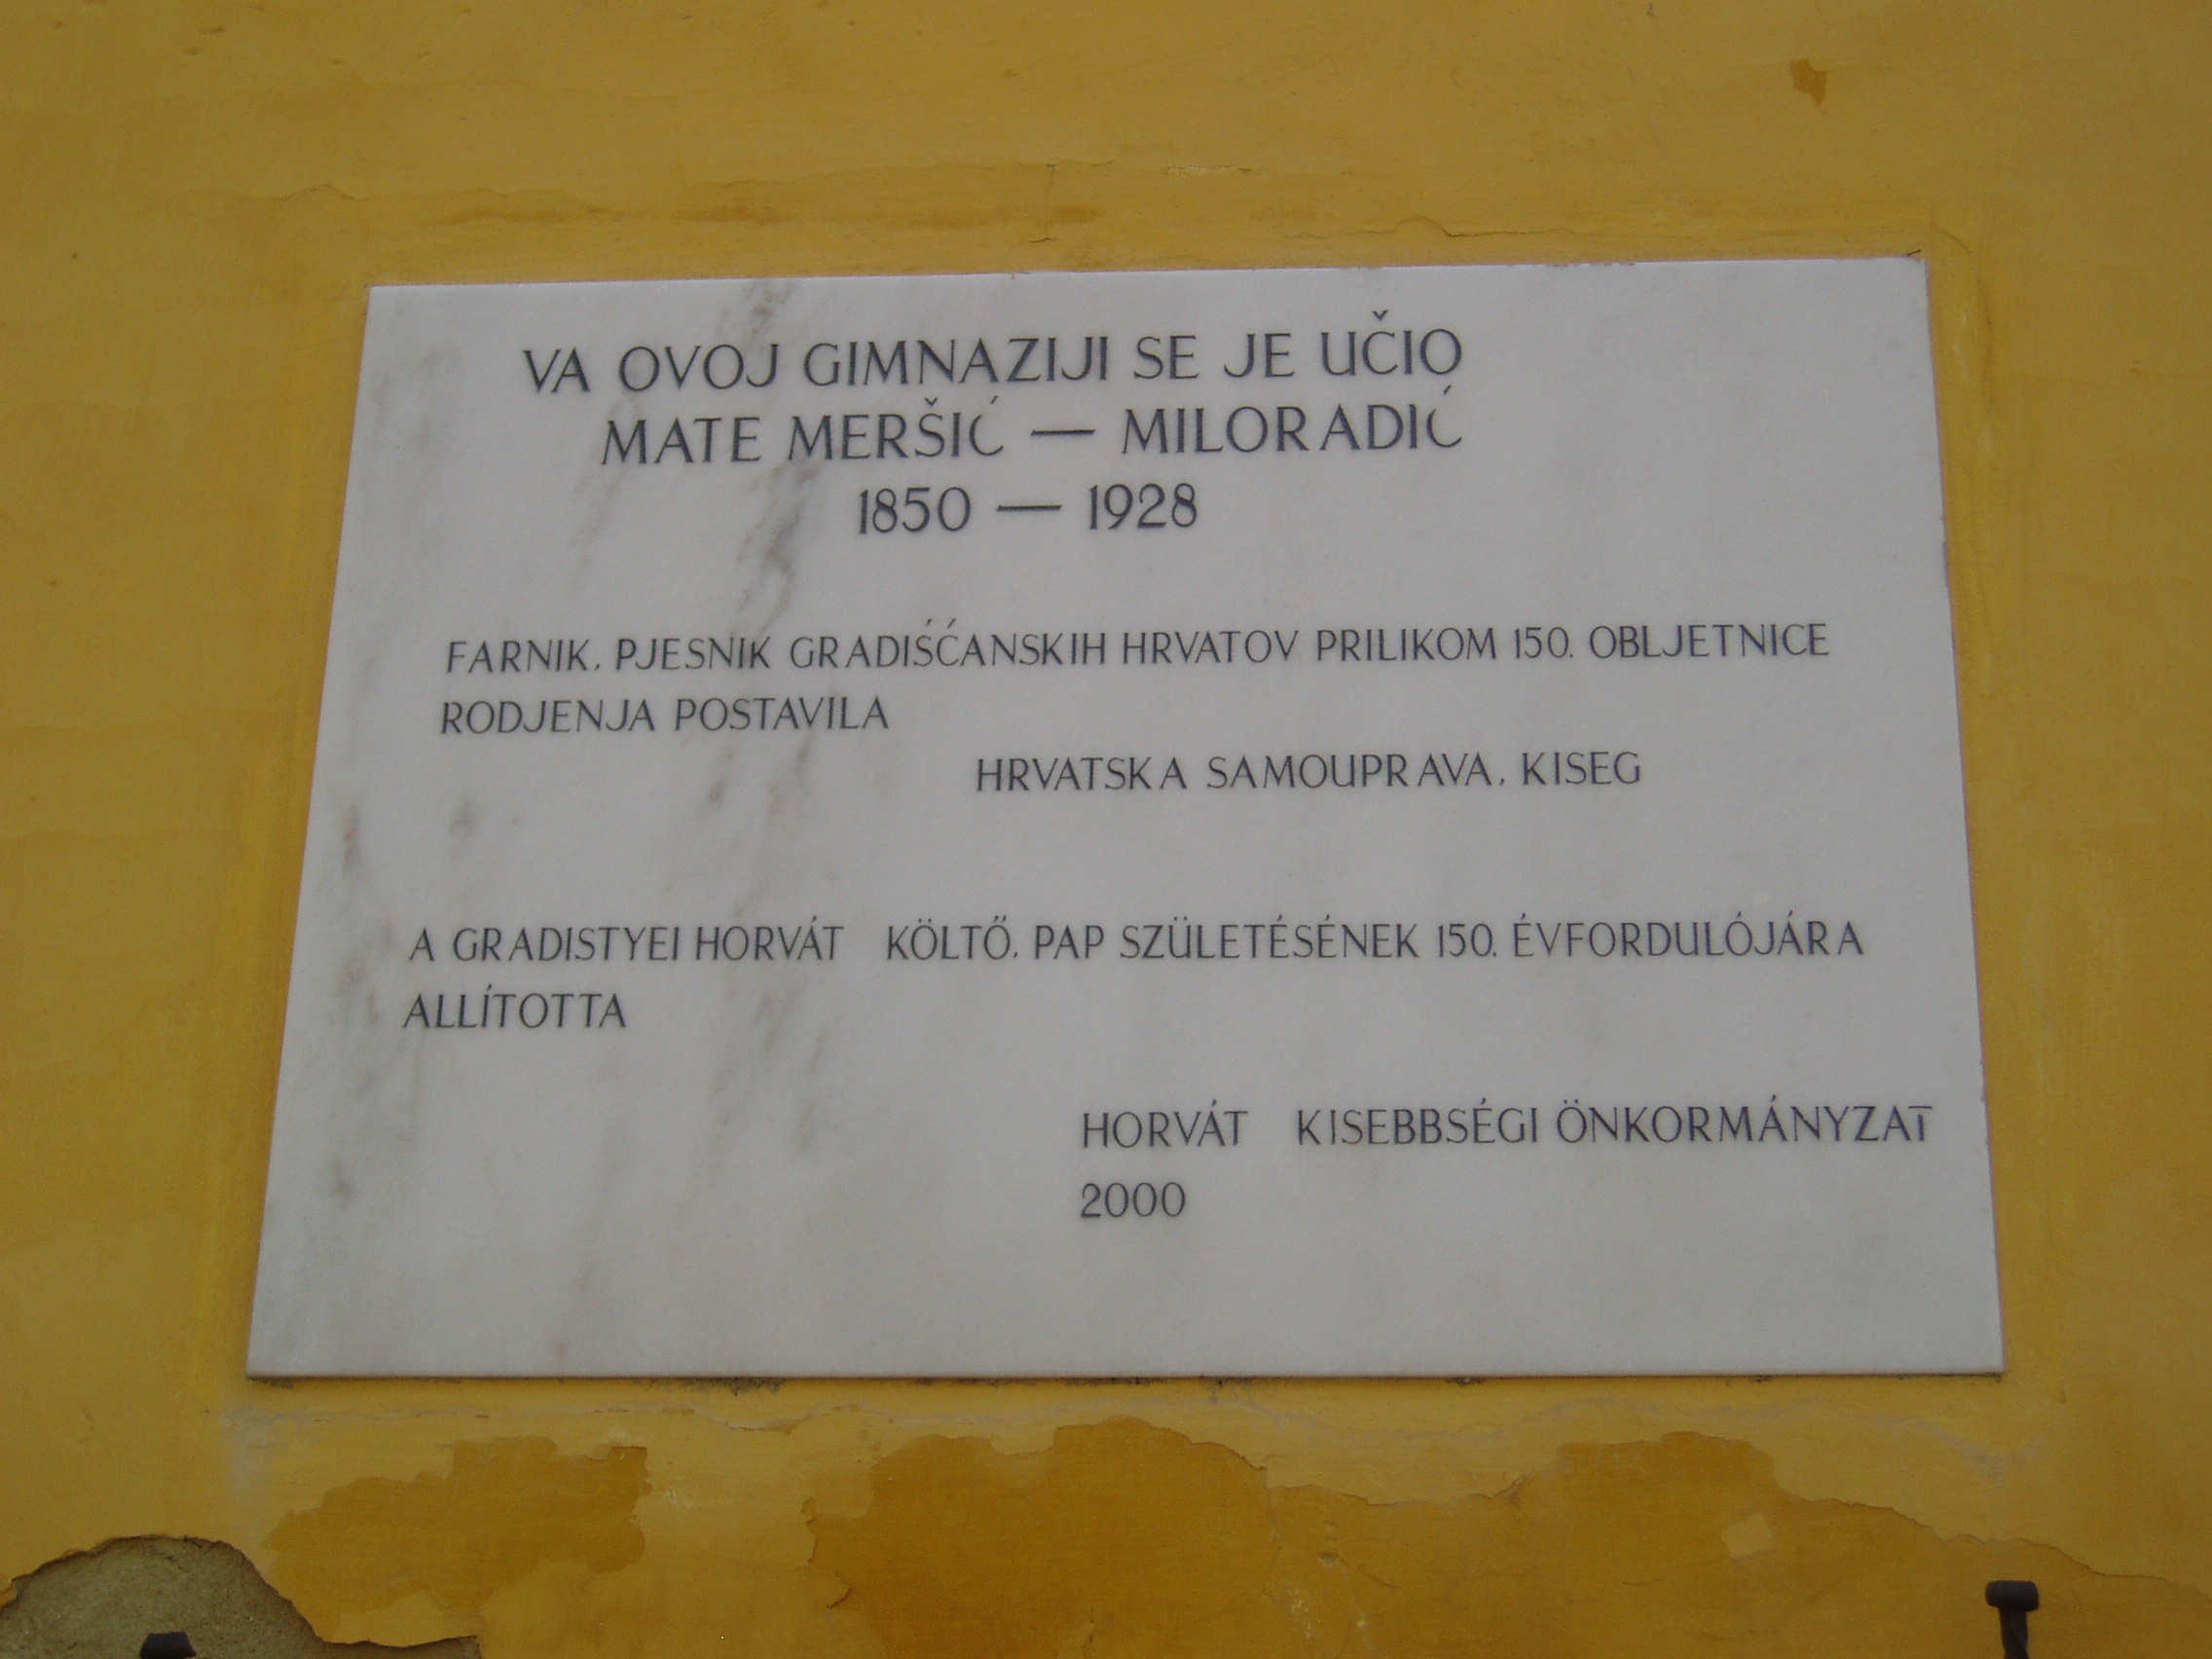 VA OVOJ GIMNAZIJI SE JE UČIO
MATE MERŠIĆ — MILORADIĆ
1850 — 1928
FARNIK, PJESNIK GRADIŚĆANSKIH HRVATOV PRILIKOM 150. OBLJETNICE
RODJENJA POSTAVILA
HRVATSKA SAMOUPRAVA, KISEG
A GRADISTYEI HORVÁT KÖLTŐ, PAP SZÜLETÉSÉNEK 150. ÉVFORDULÓJÁRA
ALLÍTOTTA
HORVÁT KISEBBSÉGI ÖNKORMÁNYZAT
2000